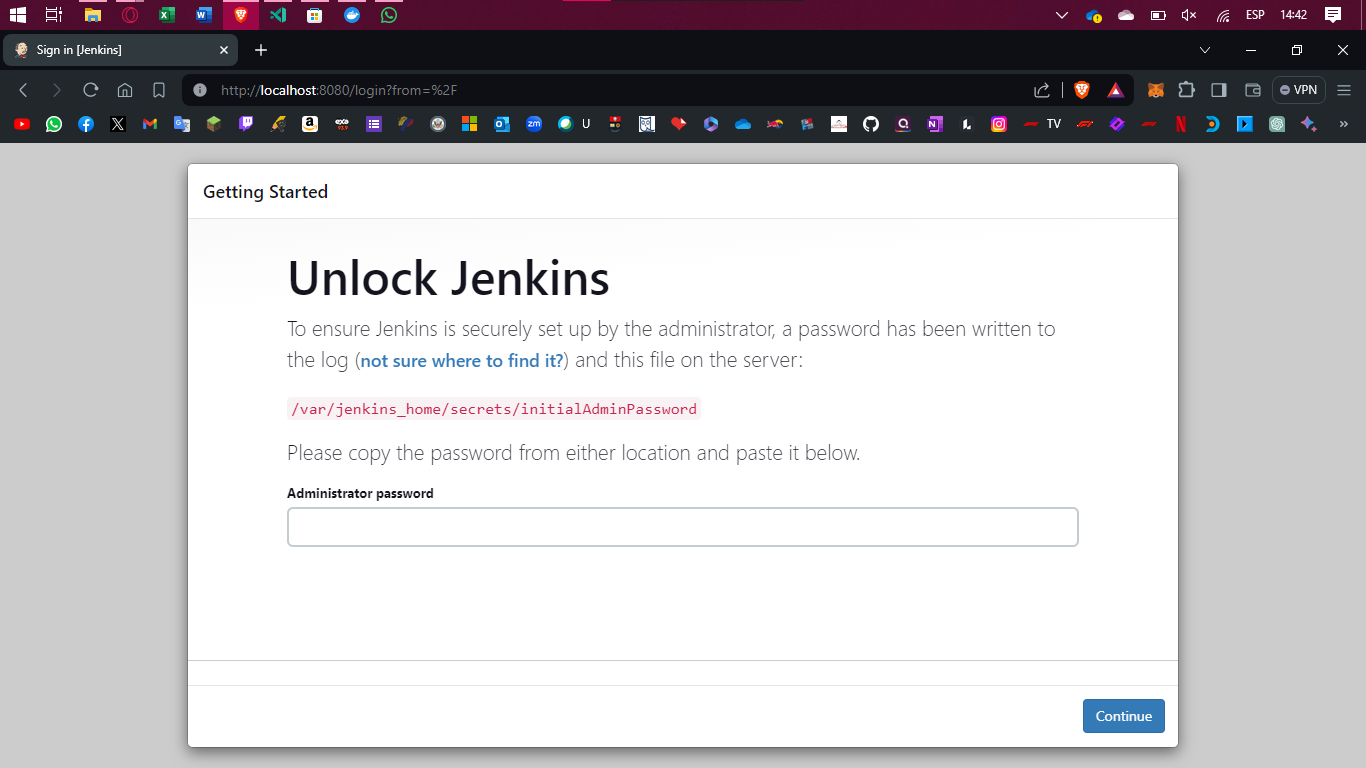 ESP
14:42
Sign in [Jenkins]
http://localhost:8080/login?from=%2F
VPN
zm
U
TV
Getting Started
Unlock Jenkins
To ensure Jenkins is securely set up by the administrator, a password has been written to
the log (not sure where to find it?) and this file on the server:
/var/jenkins_home/secrets/initialAdminPassword
Please copy the password from either location and paste it below.
Administrator password
Continue